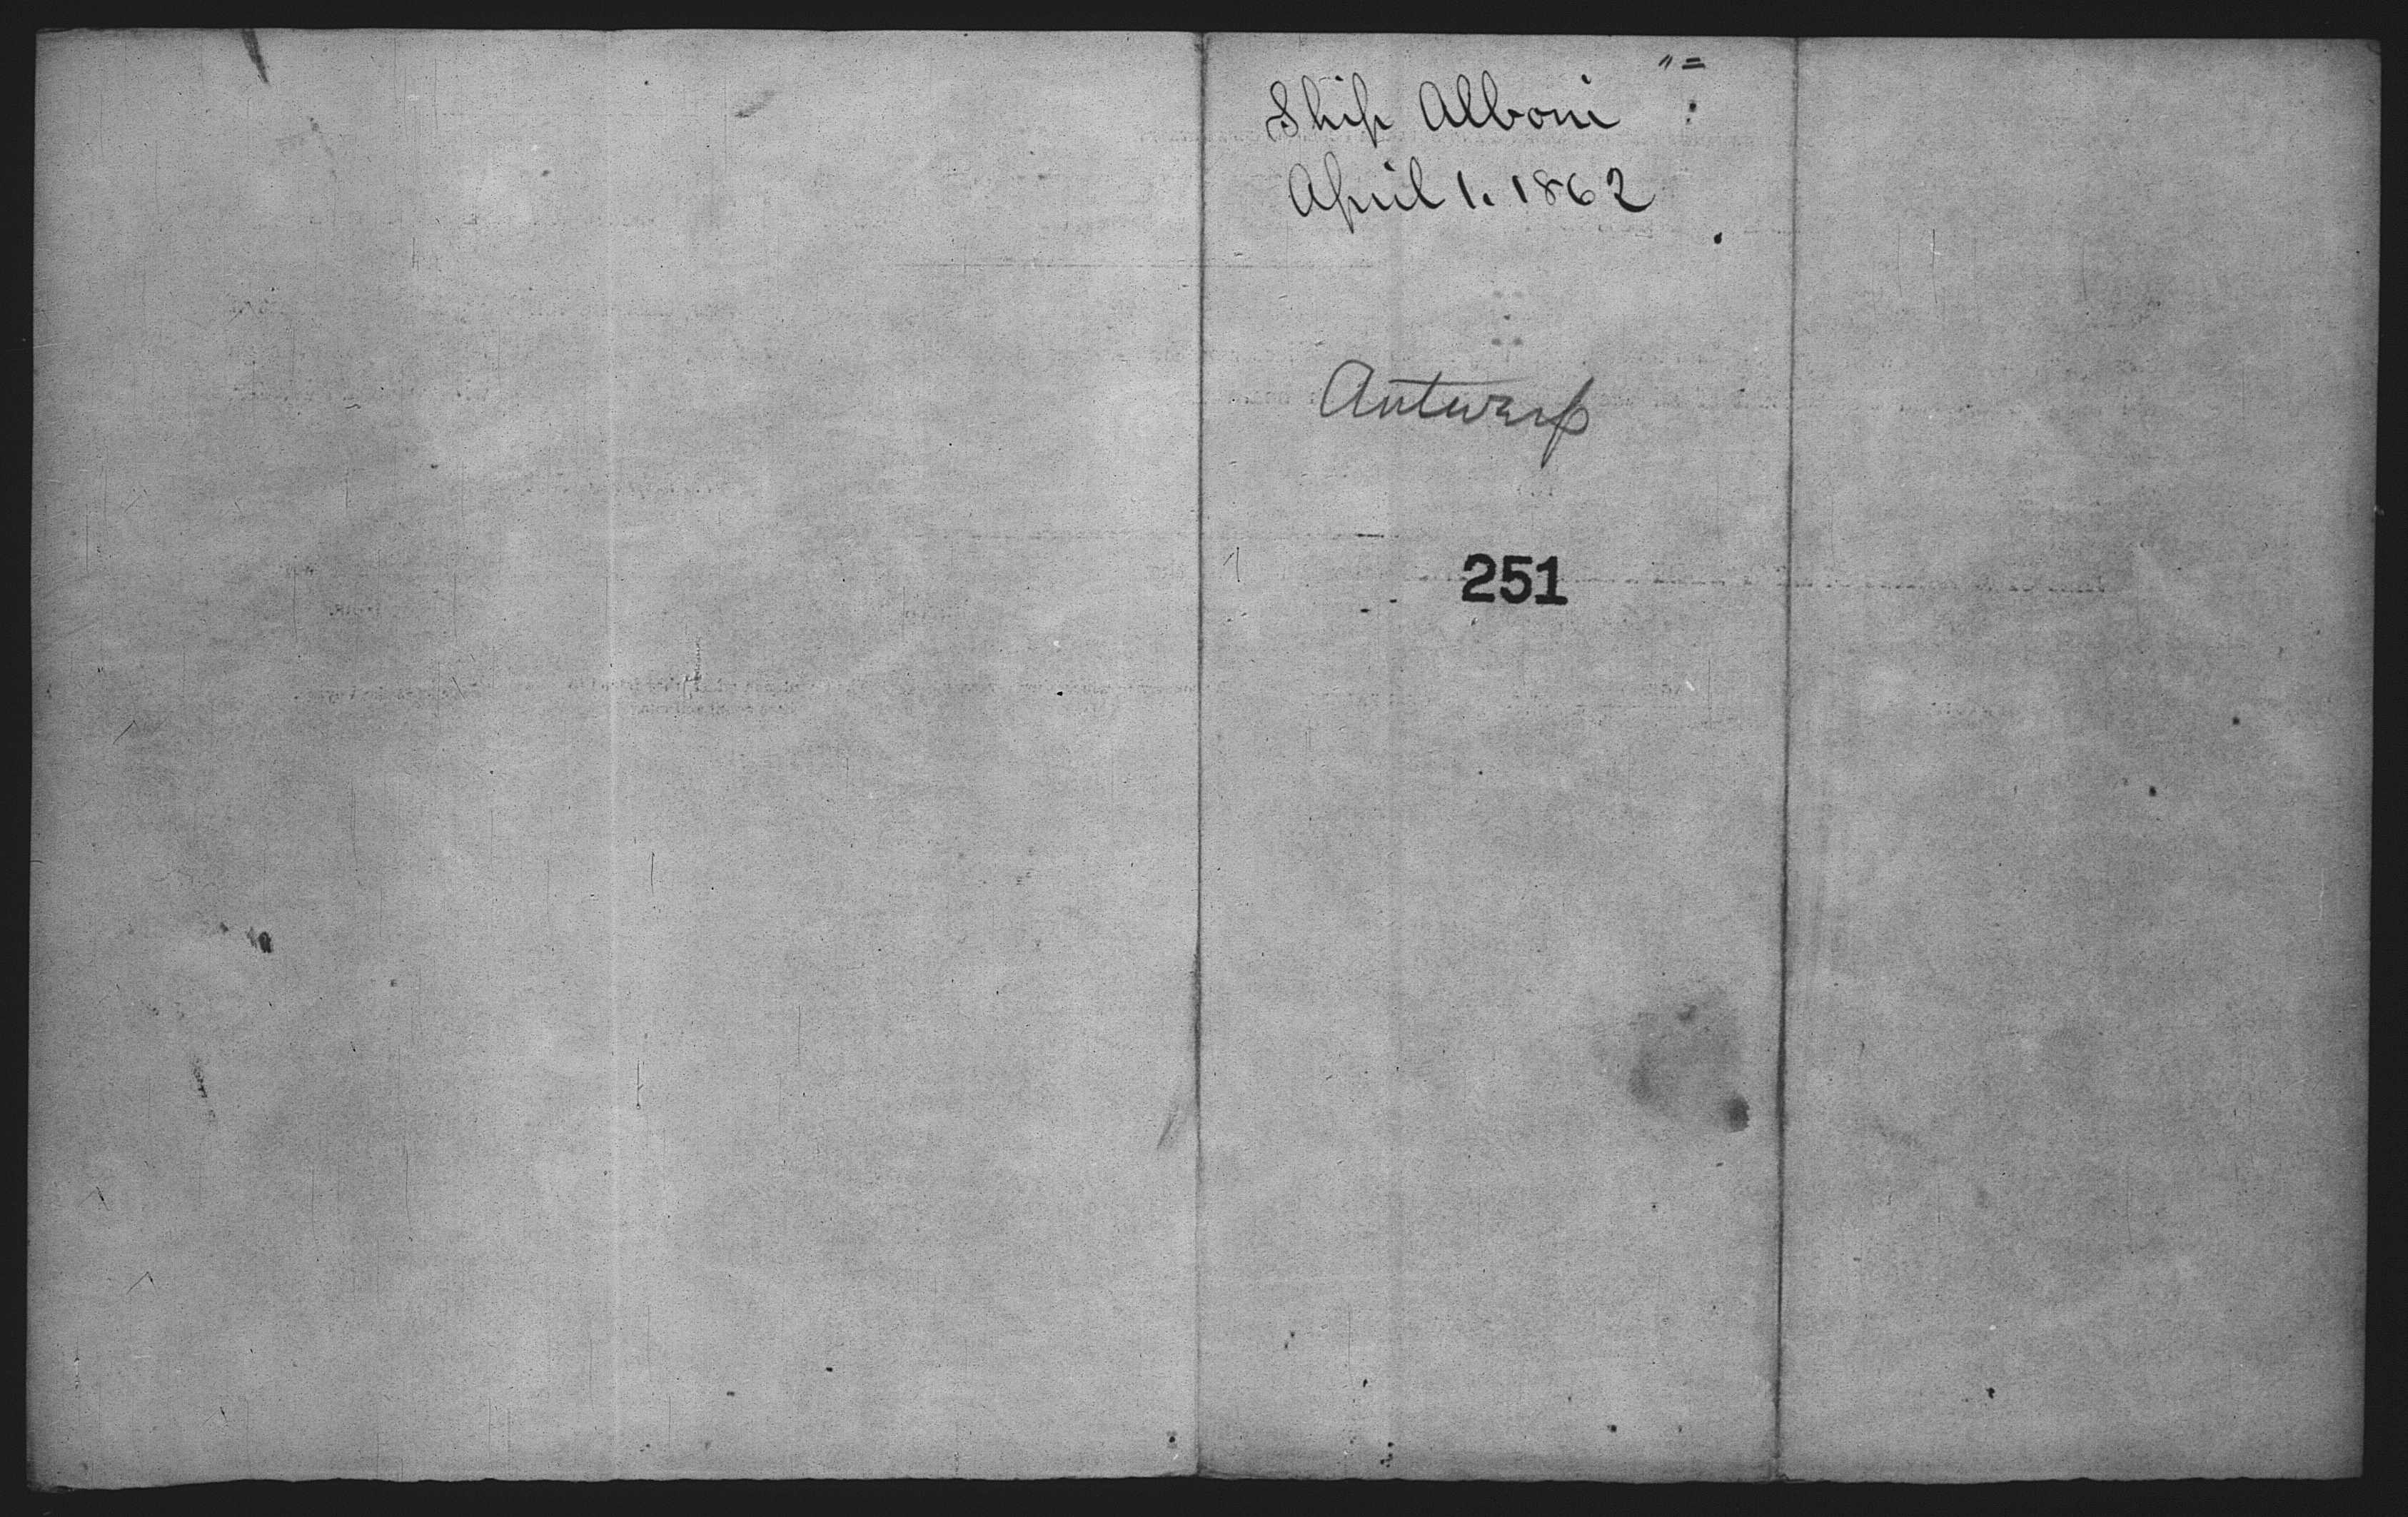 Ship Alboni
April 1. 1862
Antwerp
251